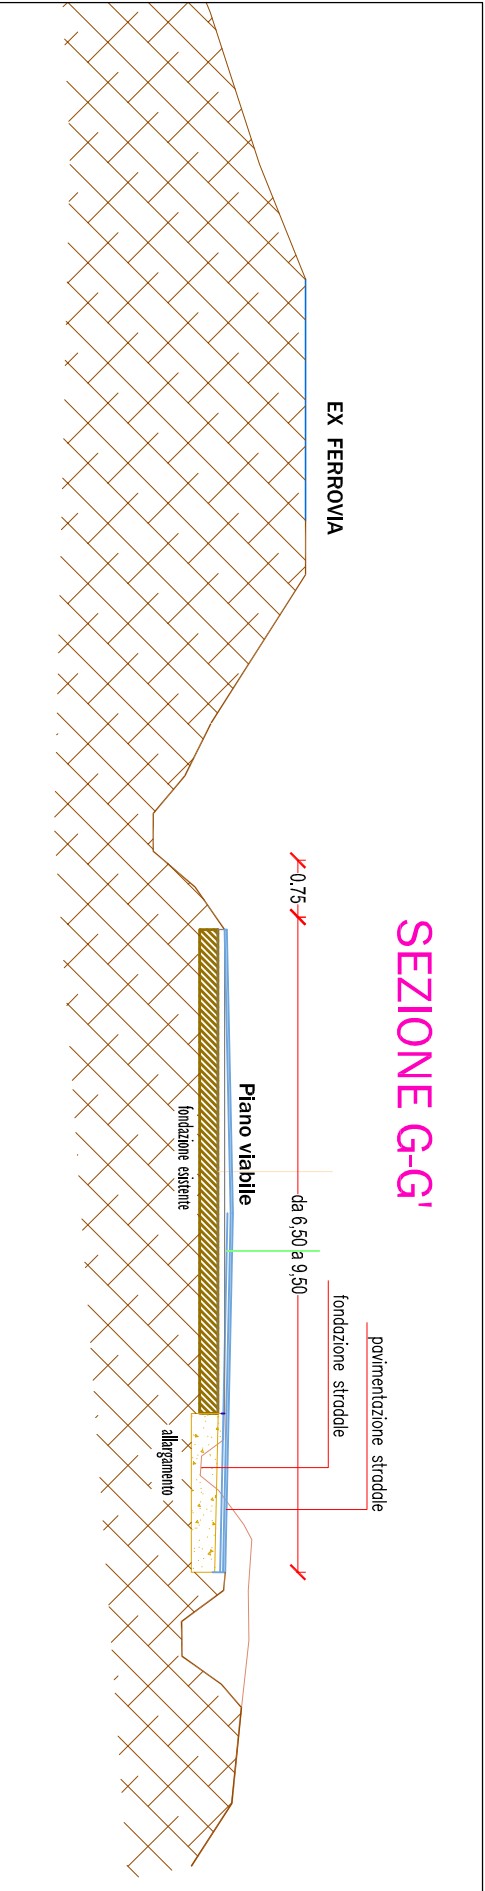 SEZIONE G-G'
EX FERROVIA
0.75
da 6,50 a 9,50
pavimentazione stradale
fondazione stradale
Piano viabile
fondazione esistente
allargamento